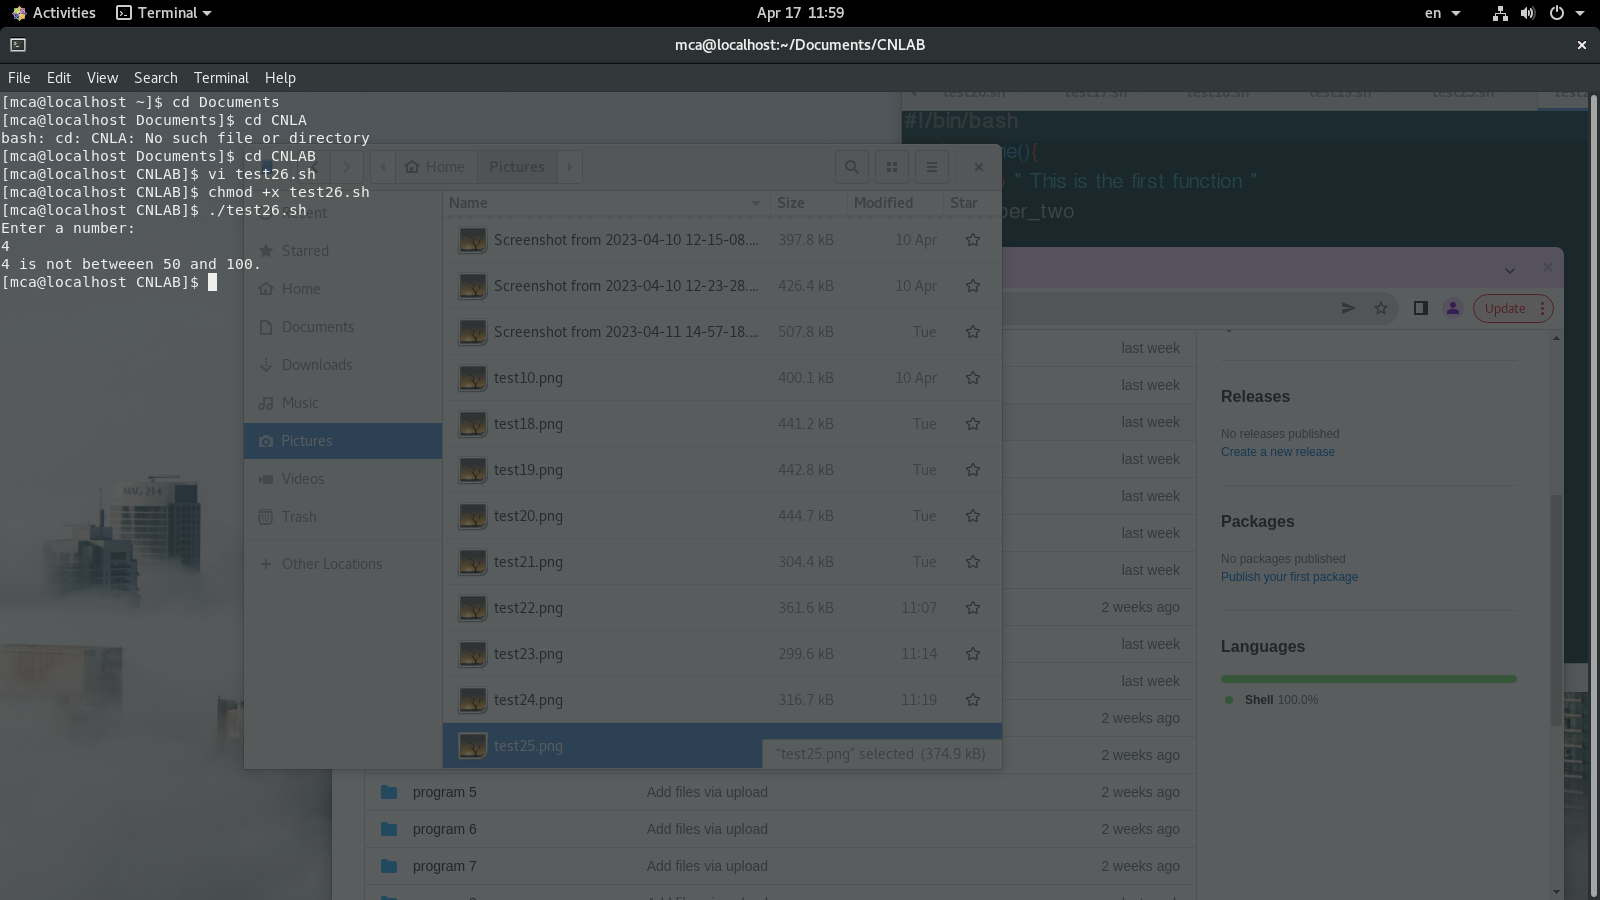 Activities
Terminal
Apr 17 11:59
en
mca@localhost:~/Documents/CNLAB
File Edit View Search Terminal Help
[mca@localhost ~]$ cd Documents
[mca@localhost Documents]$ cd CNLA
bash: cd: CNLA: No such file or directory
[mca@localhost Documents]$ cd CNLAB
[mca@localhost CNLAB]$ vi test26.sh
[mca@localhost CNLAB]$ chmod +x test26.sh
[mca@localhost CNLAB]$ ./test26.sh
Enter a number:
4
4 is not betweeen 50 and 100.
[mca@localhost CNLAB]$
Home Pictures
Recent
Starred
Home
Documents
Downloads
Music
Pictures
Videos
Trash
Other Locations
Name Size Modified Star
Screenshot from 2023-04-10 12-15-08.... 397.8 kB 10 Apr
Screenshot from 2023-04-10 12-23-28.... 426.4 kB 10 Apr
Screenshot from 2023-04-11 14-57-18.... 507.8 kB Tue
test10.png 400.1 kB 10 Apr
test18.png 441.2 kB Tue
test19.png 442.8 kB Tue
test20.png 444.7 kB Tue
test21.png 304.4 kB Tue
test22.png 361.6 kB 11:07
test23.png 299.6 kB 11:14
test24.png 316.7 kB 11:19
test25.png
"test25.png" selected (374.9 kB)
#!/bin/bash
(){
" This is the first function "
_two
Update
last week
last week
last week
last week
last week
last week
last week
2 weeks ago
last week
last week
2 weeks ago
2 weeks ago
program 5 Add files via upload 2 weeks ago
program 6 Add files via upload 2 weeks ago
program 7 Add files via upload 2 weeks ago
Releases
No releases published
Create a new release
Packages
No packages published
Publish your first package
Languages
Shell 100.0%
MAG 214